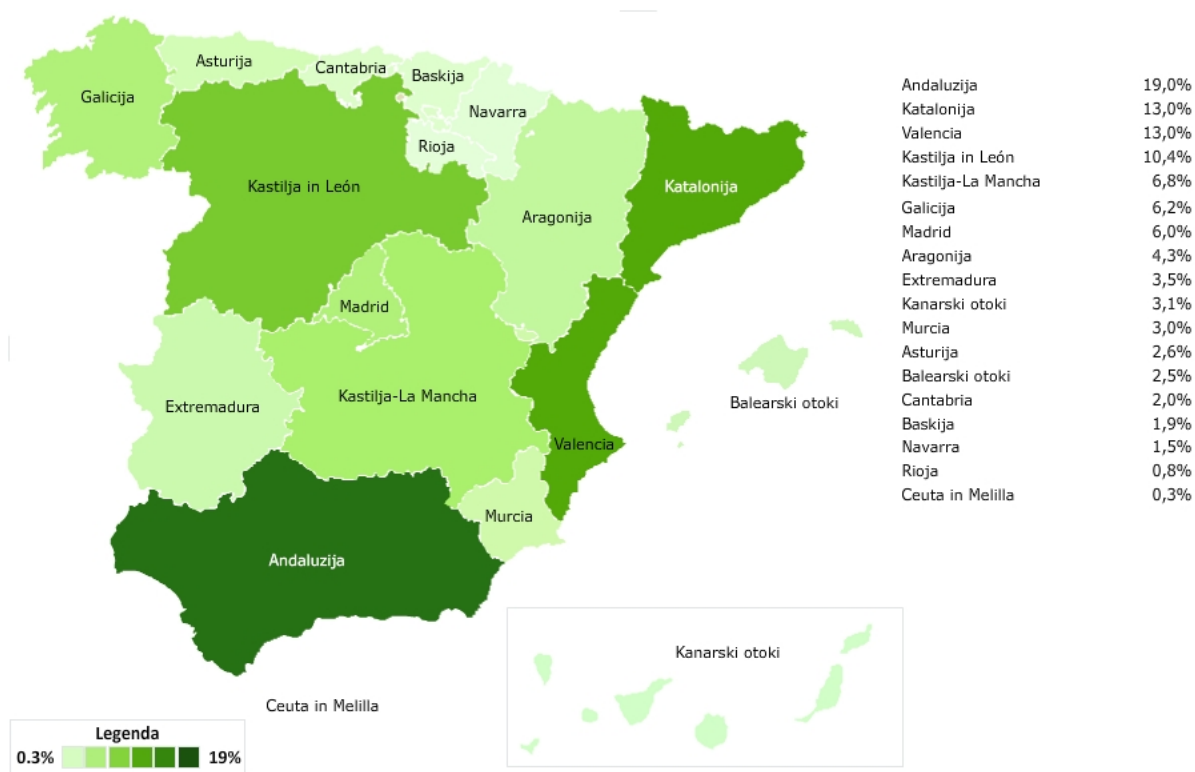 Asturija
Cantabria
Baskija
Galicija
Navarra
Rioja
Kastilja in León
Katalonija
Aragonija
Madrid
Kastilja-La Mancha
Extremadura
Balearski otoki
Valencia
Murcia
Andaluzija
Kanarski otoki
Ceuta in Melilla
Legenda
0.3% 19%
Andaluzija 19,0%
Katalonija 13,0%
Valencia 13,0%
Kastilja in León 10,4%
Kastilja-La Mancha 6,8%
Galicija 6,2%
Madrid 6,0%
Aragonija 4,3%
Extremadura 3,5%
Kanarski otoki 3,1%
Murcia 3,0%
Asturija 2,6%
Balearski otoki 2,5%
Cantabria 2,0%
Baskija 1,9%
Navarra 1,5%
Rioja 0,8%
Ceuta in Melilla 0,3%